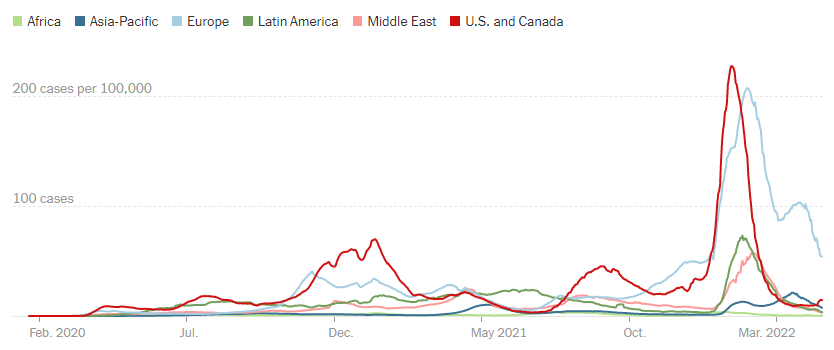 Africa Asia-Pacific Europe Latin America Middle East U.S. and Canada
200 cases per 100,000
100 cases
Feb. 2020 Jul. Dec. May 2021 Oct. Mar. 2022